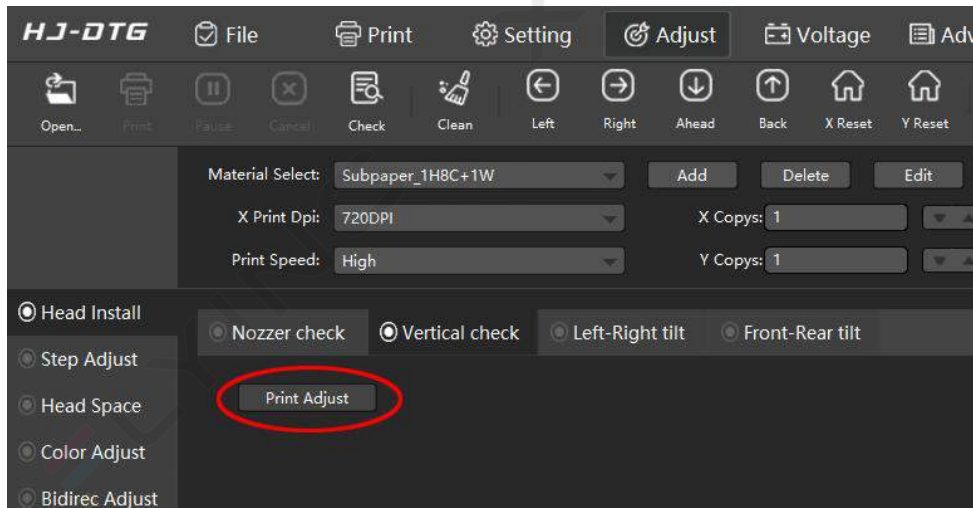 HJ-DTG File Print Setting Adjust Voltage Adv
Open... Print Pause Cancel Check Clean Left Right Ahead Back X Reset Y Reset
Material Select: Subpaper_1H8C+1W Add Delete Edit
X Print Dpi: 720DPI X Copys: 1
Print Speed: High Y Copys: 1
Head Install
Nozzer check Vertical check Left-Right tilt Front-Rear tilt
Step Adjust
Print Adjust
Head Space
Color Adjust
Bidirec Adjust